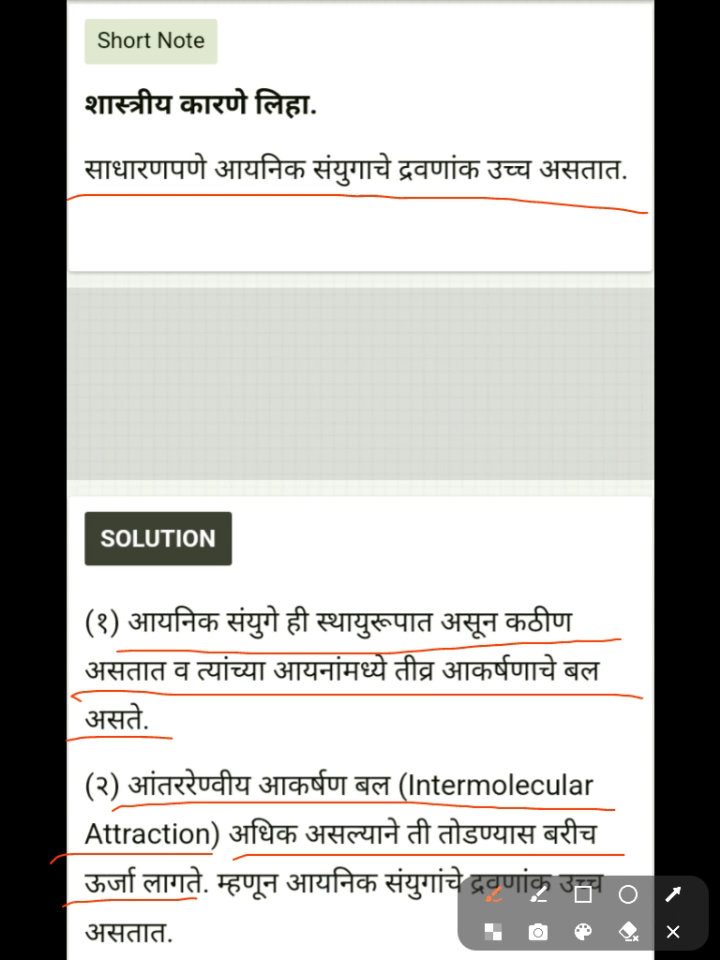 Short Note
शास्त्रीय कारणे लिहा.
साधारणपणे आयनिक संयुगाचे द्रवणांक उच्च असतात.
SOLUTION
(१) आयनिक संयुगे ही स्थायुरूपात असून कठीण
असतात व त्यांच्या आयनांमध्ये तीव्र आकर्षणाचे बल
असते.
(२) आंतररेण्वीय आकर्षण बल (Intermolecular
Attraction) अधिक असल्याने ती तोडण्यास बरीच
ऊर्जा लागते. म्हणून आयनिक संयुगांचे द्रवणांक उच्च
असतात.